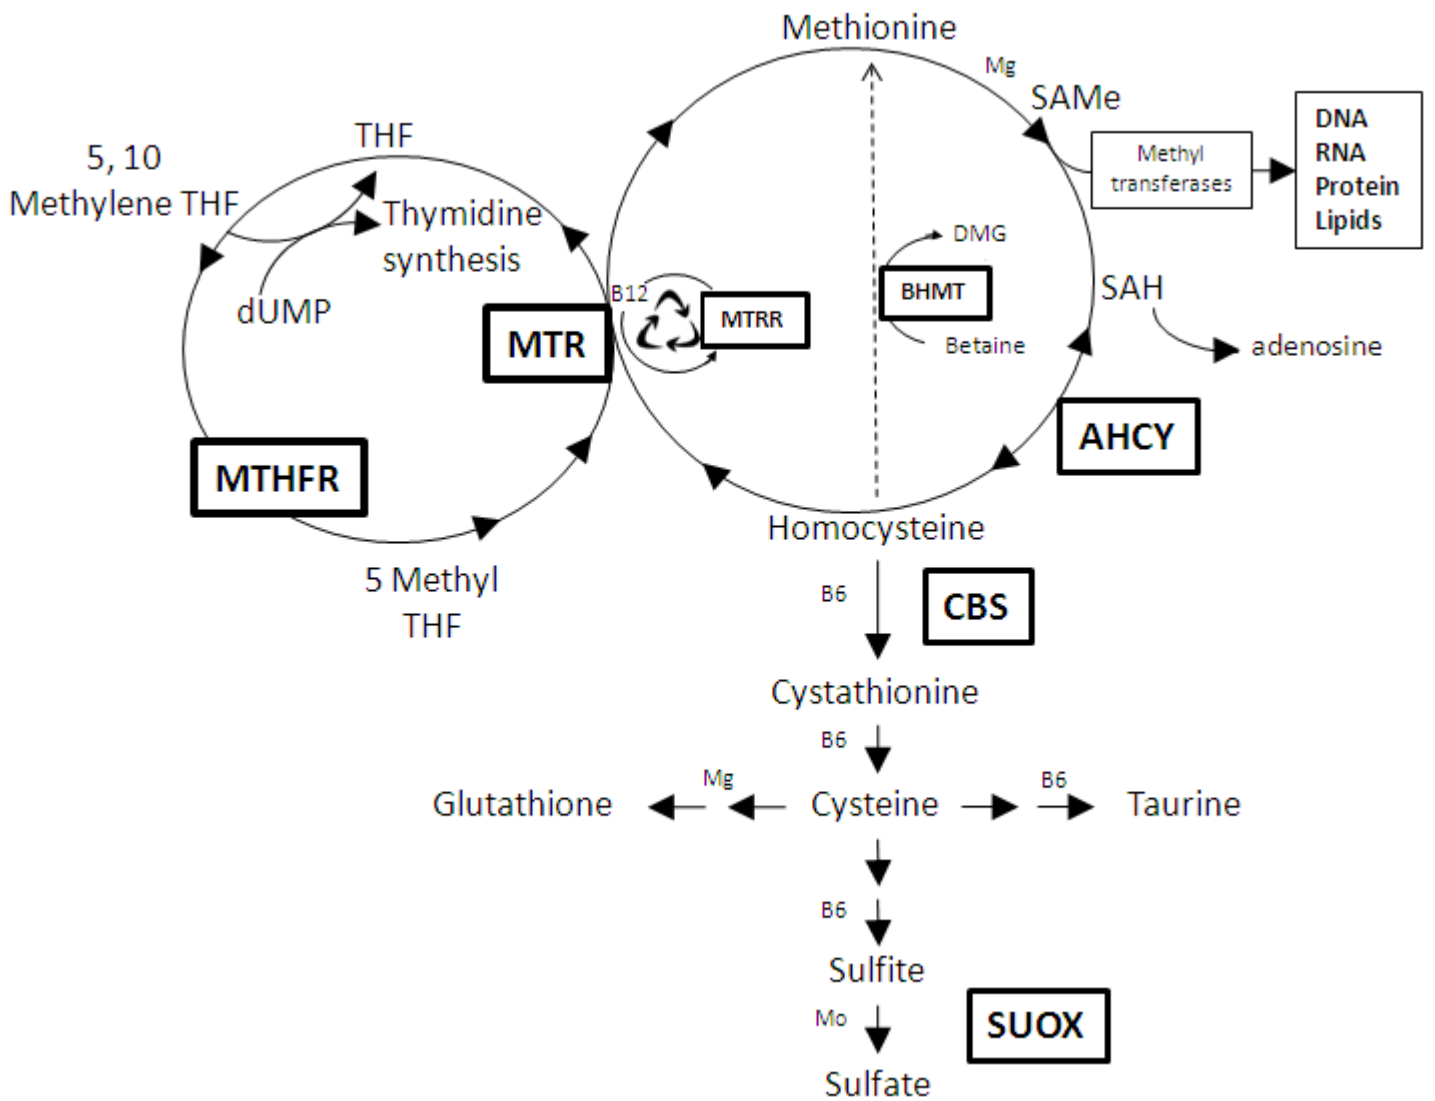 Methionine
Mg
SAMe
Methyl
transferases
DNA
RNA
Protein
Lipids
THF
5, 10
Methylene THF
Thymidine
synthesis
dUMP
MTR
B12
MTRR
DMG
BHMT
Betaine
SAH
adenosine
AHCY
MTHFR
5 Methyl
THF
Homocysteine
B6
CBS
Cystathionine
B6
Glutathione
Mg
Cysteine
B6
Taurine
B6
Sulfite
Mo
SUOX
Sulfate